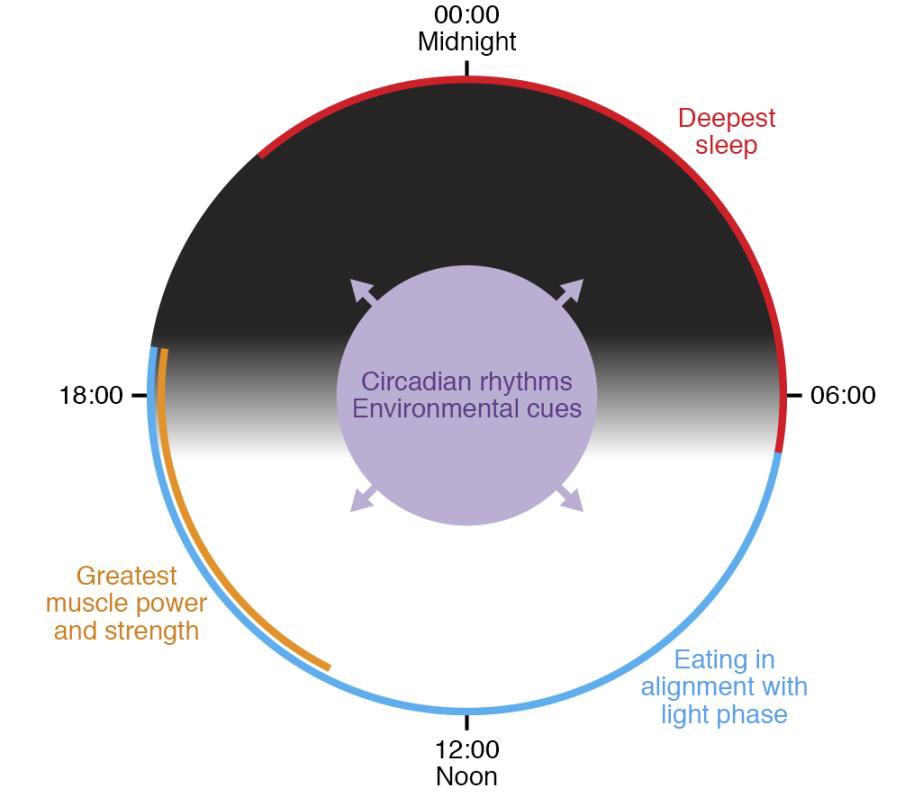 00:00
Midnight
Deepest
sleep
Circadian rhythms
Environmental cues
18:00
06:00
Greatest
muscle power
and strength
Eating in
alignment with
light phase
12:00
Noon